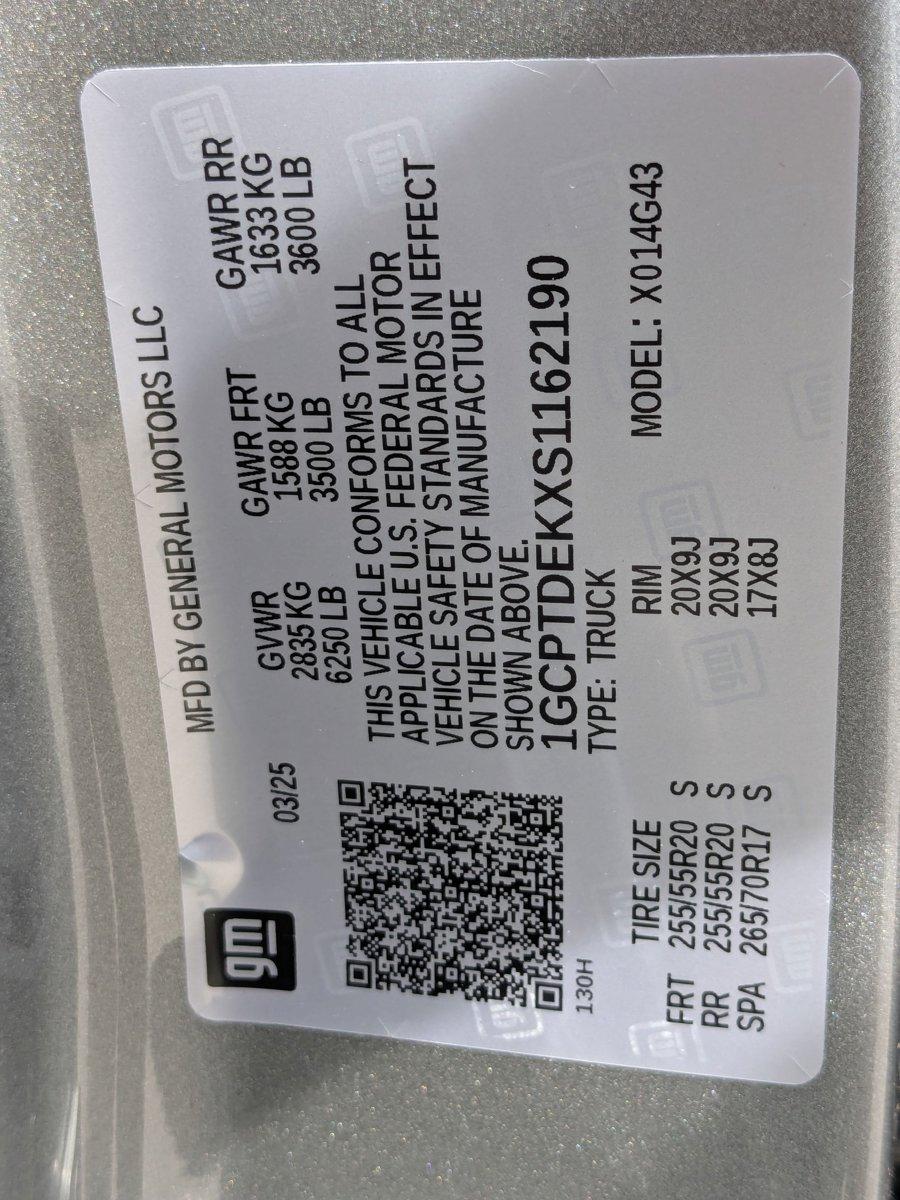 gm
MFD BY GENERAL MOTORS LLC
03/25
GVWR GAWR FRT GAWR RR
2835 KG 1588 KG 1633 KG
6250 LB 3500 LB 3600 LB
THIS VEHICLE CONFORMS TO ALL
APPLICABLE U.S. FEDERAL MOTOR
VEHICLE SAFETY STANDARDS IN EFFECT
ON THE DATE OF MANUFACTURE
SHOWN ABOVE.
1GCPTDEKXS1162190
130H
TYPE: TRUCK MODEL: X014G43
TIRE SIZE RIM
FRT 255/55R20 S 20X9J
RR 255/55R20 S 20X9J
SPA 265/70R17 S 17X8J